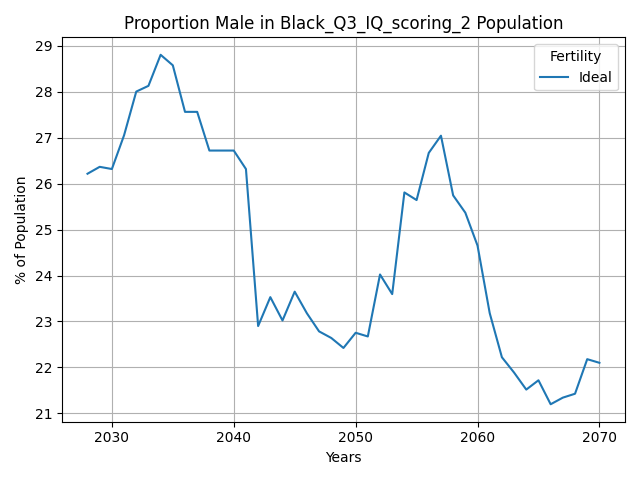 Proportion Male in Black_Q3_IQ_scoring_2 Population
Fertility
Ideal
% of Population
29
28
27
26
25
24
23
22
21
2030 2040 2050 2060 2070
Years